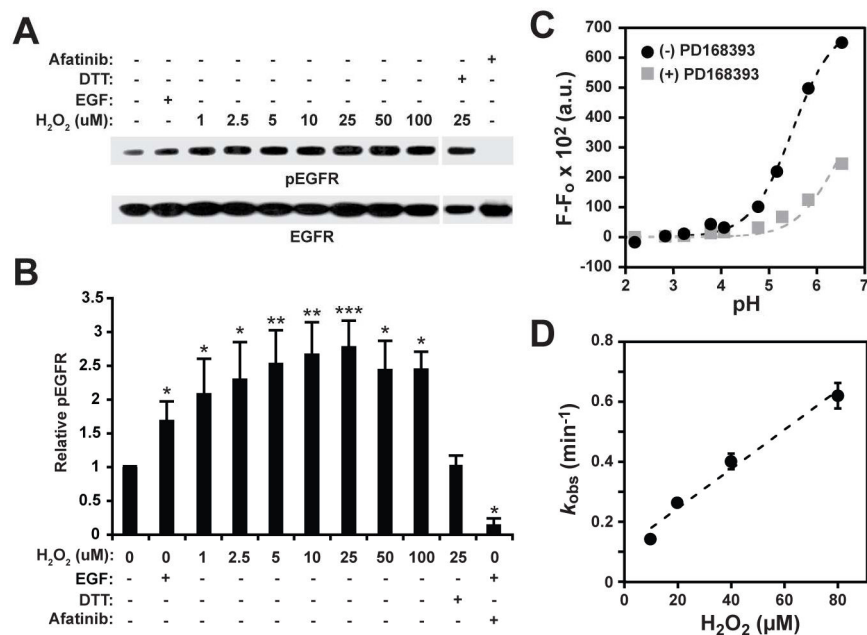 A
Afatinib: - - - - - - - - - - +
DTT: - - - - - - - - - + -
EGF: - + - - - - - - - - -
H2O2 (uM) - - 1 2.5 5 10 25 50 100 25 -
pEGFR
EGFR
B
Relative pEGFR
3.5
3
2.5
2
1.5
1
0.5
0
* * * ** ** *** * * *
H2O2 (uM): 0 0 1 2.5 5 10 25 50 100 25 0
EGF: - + - - - - - - - - +
DTT: - - - - - - - - - + -
Afatinib: - - - - - - - - - - +
C
F-Fo x 10² (a.u.)
700
600
500
400
300
200
100
0
-100
(-) PD168393
(+) PD168393
2 3 4 5 6 7
pH
D
kobs (min-1)
0.8
0.6
0.4
0.2
0
0 20 40 60 80
H2O2 (µM)